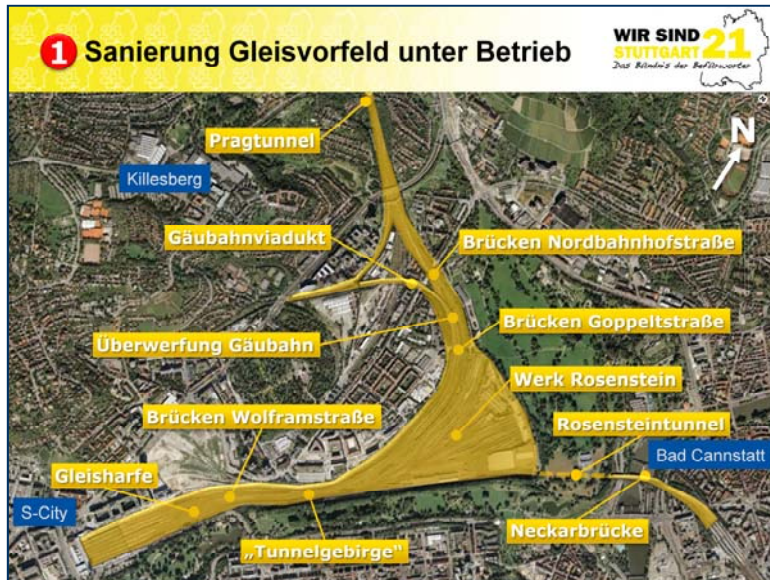 1 Sanierung Gleisvorfeld unter Betrieb
WIR SIND
STUTTGART 21
Das Bündnis der Befürworter
Pragtunnel
N
Killesberg
Gäubahnviadukt
Brücken Nordbahnhofstraße
Überwerfung Gäubahn
Brücken Goppeltstraße
Werk Rosenstein
Brücken Wolframstraße
Rosensteintunnel
Bad Cannstatt
Gleisharfe
S-City
Neckarbrücke
„Tunnelgebirge“